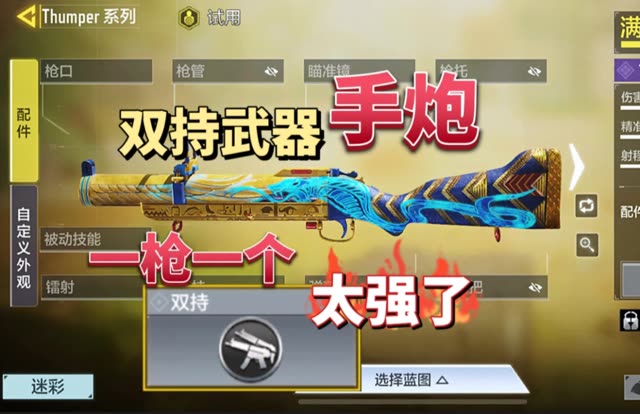 Thumper 系列
试用
满
枪口
枪管
瞄准镜
枪托
配件
双持武器
手炮
伤害
精准
射程
自定义外观
被动技能
一枪一个
镭射
双持
太强了
把
配件
迷彩
选择蓝图